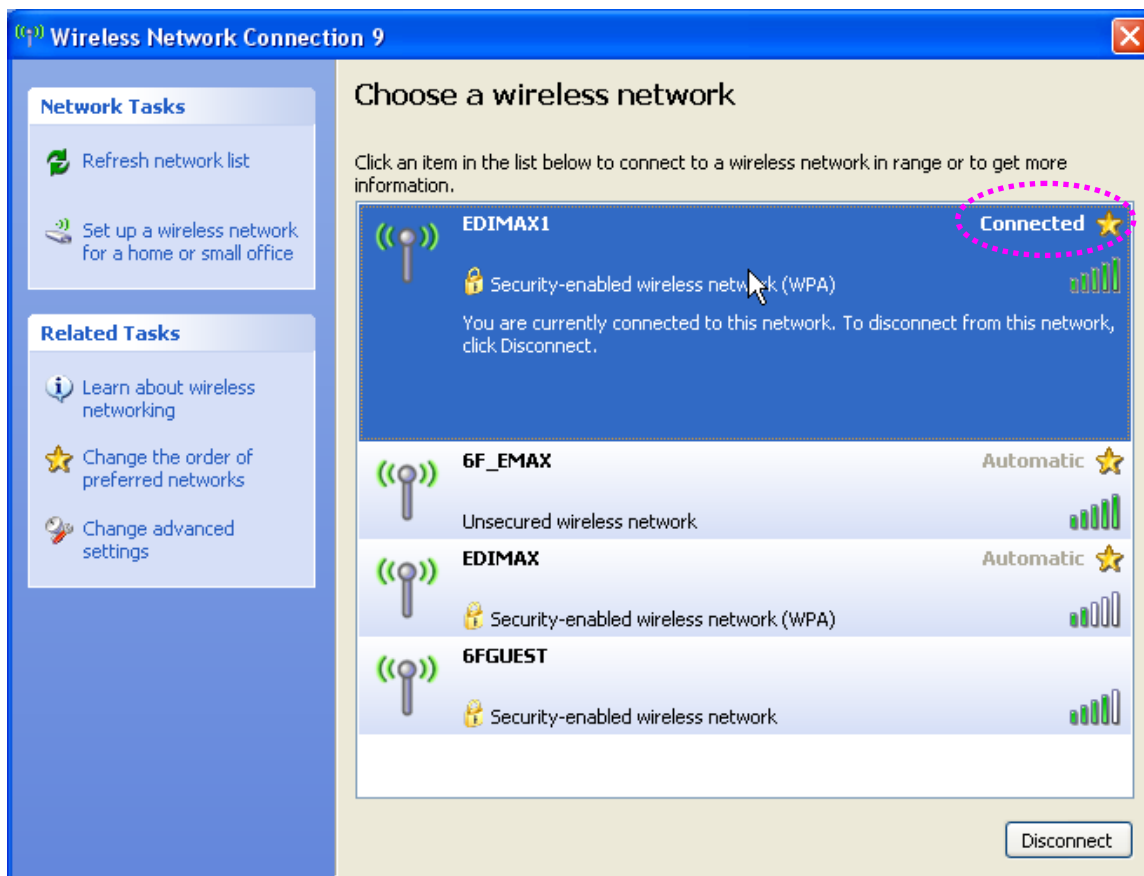 Wireless Network Connection 9
Network Tasks
Refresh network list
Set up a wireless network
for a home or small office
Related Tasks
Learn about wireless
networking
Change the order of
preferred networks
Change advanced
settings
Choose a wireless network
Click an item in the list below to connect to a wireless network in range or to get more
information.
EDIMAX1 Connected
Security-enabled wireless network (WPA)
You are currently connected to this network. To disconnect from this network,
click Disconnect.
6F_EMAX Automatic
Unsecured wireless network
EDIMAX Automatic
Security-enabled wireless network (WPA)
6FGUEST
Security-enabled wireless network
Disconnect